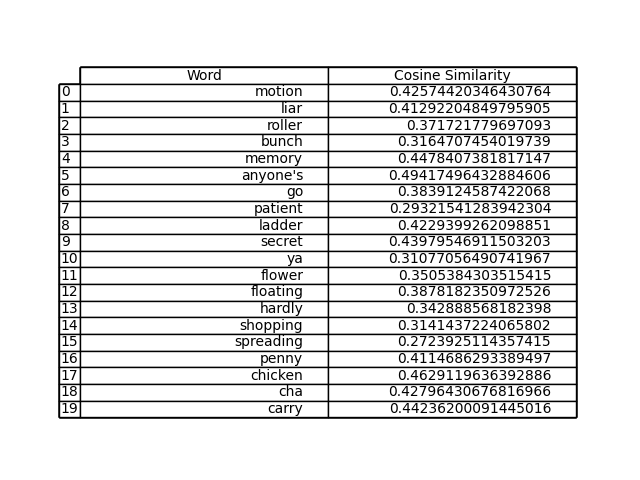 Word Cosine Similarity
0 motion 0.42574420346430764
1 liar 0.41292204849795905
2 roller 0.371721779697093
3 bunch 0.3164707454019739
4 memory 0.4478407381817147
5 anyone's 0.49417496432884606
6 go 0.3839124587422068
7 patient 0.29321541283942304
8 ladder 0.4229399262098851
9 secret 0.43979546911503203
10 ya 0.31077056490741967
11 flower 0.3505384303515415
12 floating 0.3878182350972526
13 hardly 0.342888568182398
14 shopping 0.3141437224065802
15 spreading 0.2723925114357415
16 penny 0.4114686293389497
17 chicken 0.4629119636392886
18 cha 0.42796430676816966
19 carry 0.44236200091445016